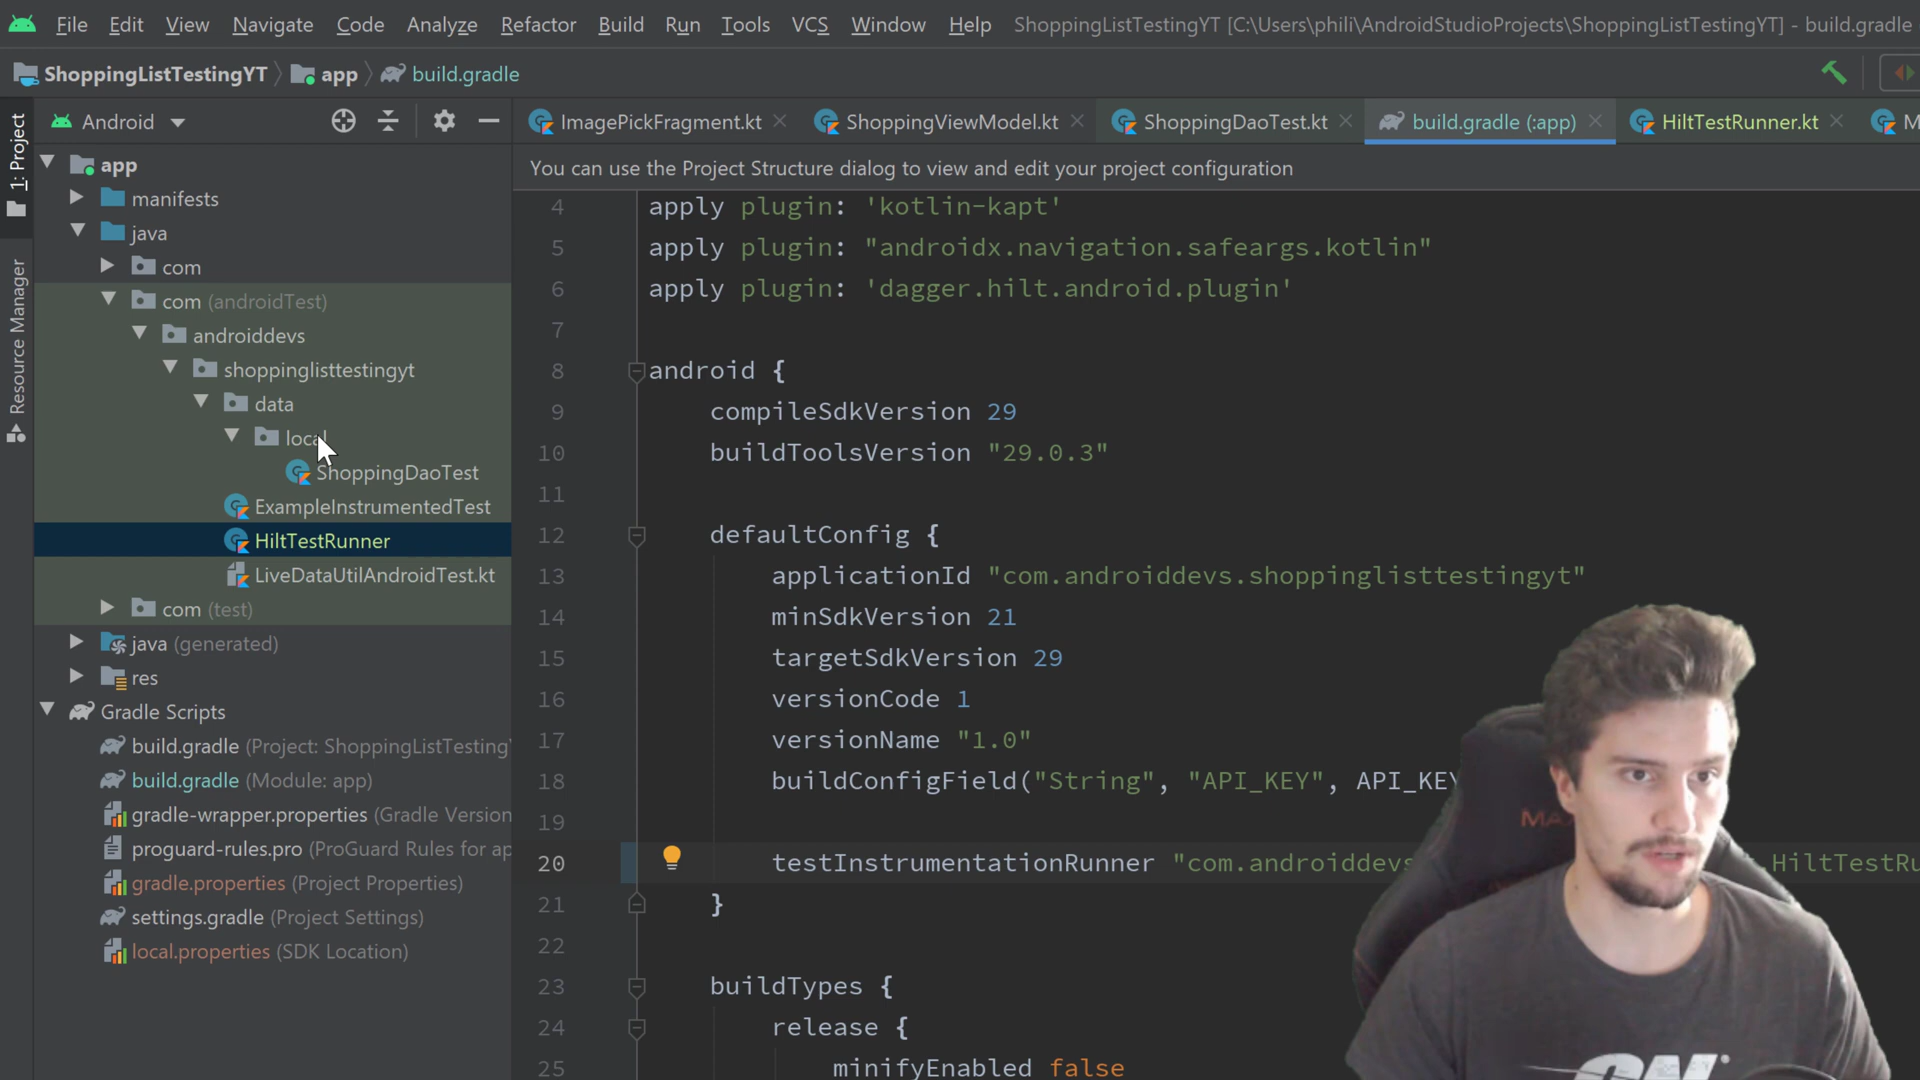 File Edit View Navigate Code Analyze Refactor Build Run Tools VCS Window Help ShoppingListTestingYT [C:\Users\phili\AndroidStudioProjects\ShoppingListTestingYT] - build.gradle
ShoppingListTestingYT app build.gradle
Android ImagePickFragment.kt ShoppingViewModel.kt ShoppingDaoTest.kt build.gradle (:app) HiltTestRunner.kt M
1: Project
Resource Manager
You can use the Project Structure dialog to view and edit your project configuration
app
manifests
java
com
com (androidTest)
androiddevs
shoppinglisttestingyt
data
local
ShoppingDaoTest
ExampleInstrumentedTest
HiltTestRunner
LiveDataUtilAndroidTest.kt
com (test)
java (generated)
res
Gradle Scripts
build.gradle (Project: ShoppingListTesting
build.gradle (Module: app)
gradle-wrapper.properties (Gradle Version
proguard-rules.pro (ProGuard Rules for ap
gradle.properties (Project Properties)
settings.gradle (Project Settings)
local.properties (SDK Location)
4 apply plugin: 'kotlin-kapt'
5 apply plugin: "androidx.navigation.safeargs.kotlin"
6 apply plugin: 'dagger.hilt.android.plugin'
7
8 android {
9 compileSdkVersion 29
10 buildToolsVersion "29.0.3"
11
12 defaultConfig {
13 applicationId "com.androiddevs.shoppinglisttestingyt"
14 minSdkVersion 21
15 targetSdkVersion 29
16 versionCode 1
17 versionName "1.0"
18 buildConfigField("String", "API_KEY", API_KEY
19
20 testInstrumentationRunner "com.androiddevs HiltTestRu
21 }
22
23 buildTypes {
24 release {
25 minifyEnabled false